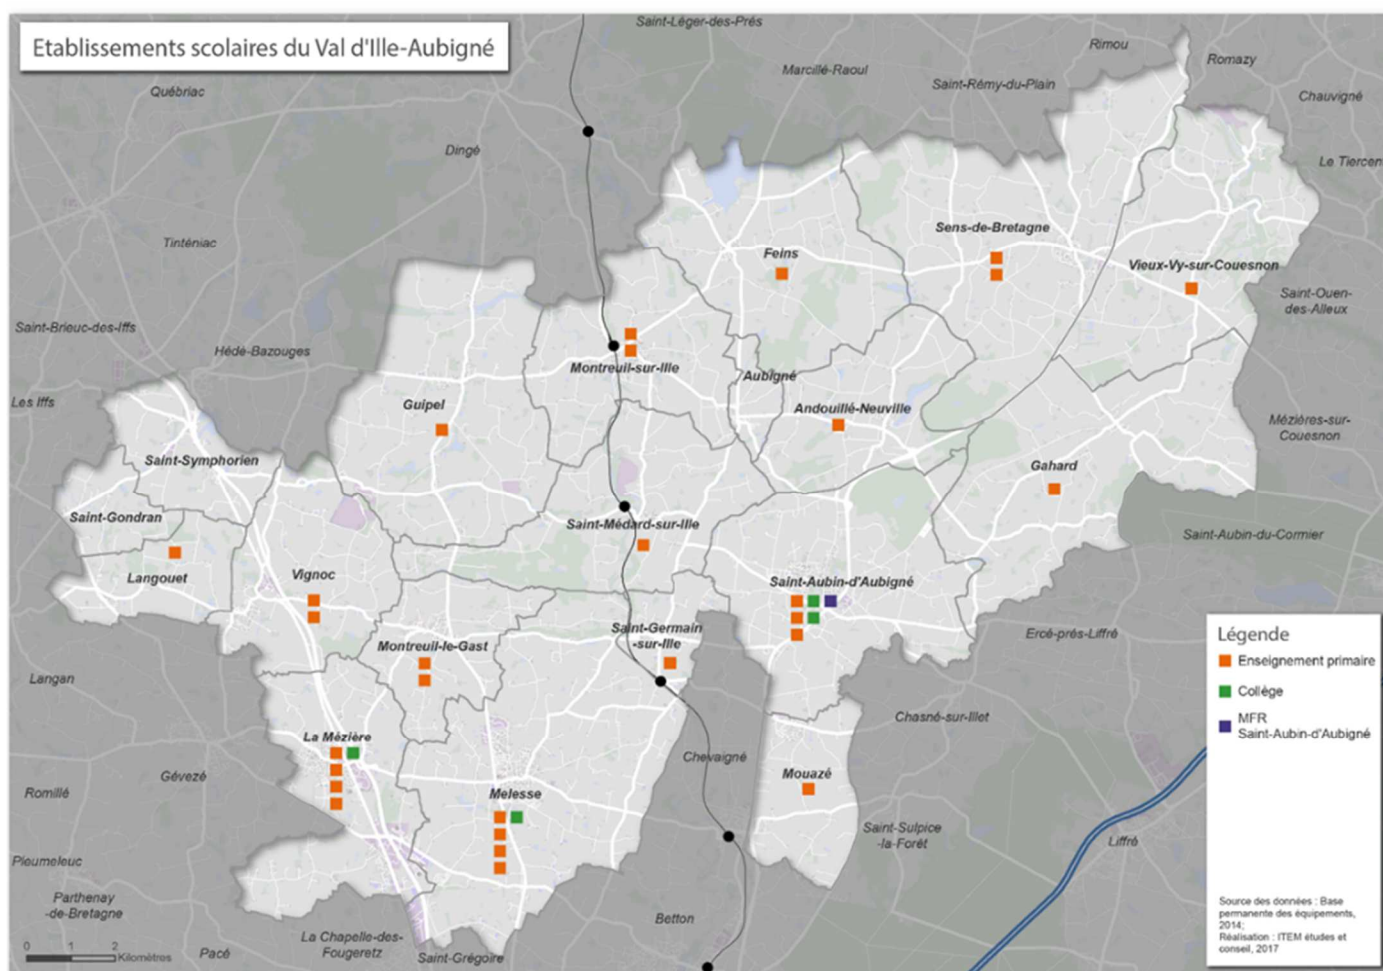 Etablissements scolaires du Val d'Ille-Aubigné
Saint-Léger-des-Prés
Rimou
Romazy
Marcillé-Raoul
Saint-Rémy-du-Plain
Québriac
Chauvigné
Dingé
Le Tiercent
Tinténiac
Sens-de-Bretagne
Feins
Vieux-Vy-sur-Couesnon
Saint-Ouen-
des-Alleux
Saint-Brieuc-des-Iffs
Hédé-Bazouges
Montreuil-sur-Ille
Aubigné
Les Iffs
Guipel
Andouillé-Neuville
Mézières-sur-
Couesnon
Saint-Symphorien
Gahard
Saint-Gondran
Saint-Médard-sur-Ille
Saint-Aubin-du-Cormier
Langouet
Vignoc
Saint-Aubin-d'Aubigné
Saint-Germain
-sur-Ille
Ercé-prés-Liffré
Montreuil-le-Gast
Langan
Chasné-sur-Illet
La Mézière
Chevaigné
Gévezé
Mouazé
Romillé
Melesse
Saint-Sulpice
-la-Forêt
Liffré
Pleumeleuc
Parthenay
-de-Bretagne
Betton
La Chapelle-des-
Fougeretz
Pacé
Saint-Grégoire
0 1 2
Kilomètres
Légende
Enseignement primaire
Collège
MFR
Saint-Aubin-d'Aubigné
Source des données : Base
permanente des équipements,
2014;
Réalisation : ITEM études et
conseil, 2017